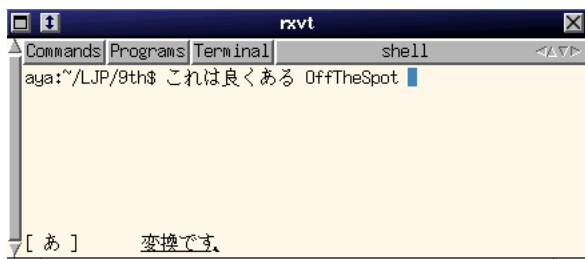 rxvt
Commands Programs Terminal shell
aya:~/LJP/9th$ これは良くある OffTheSpot
[ あ ] 変換です。